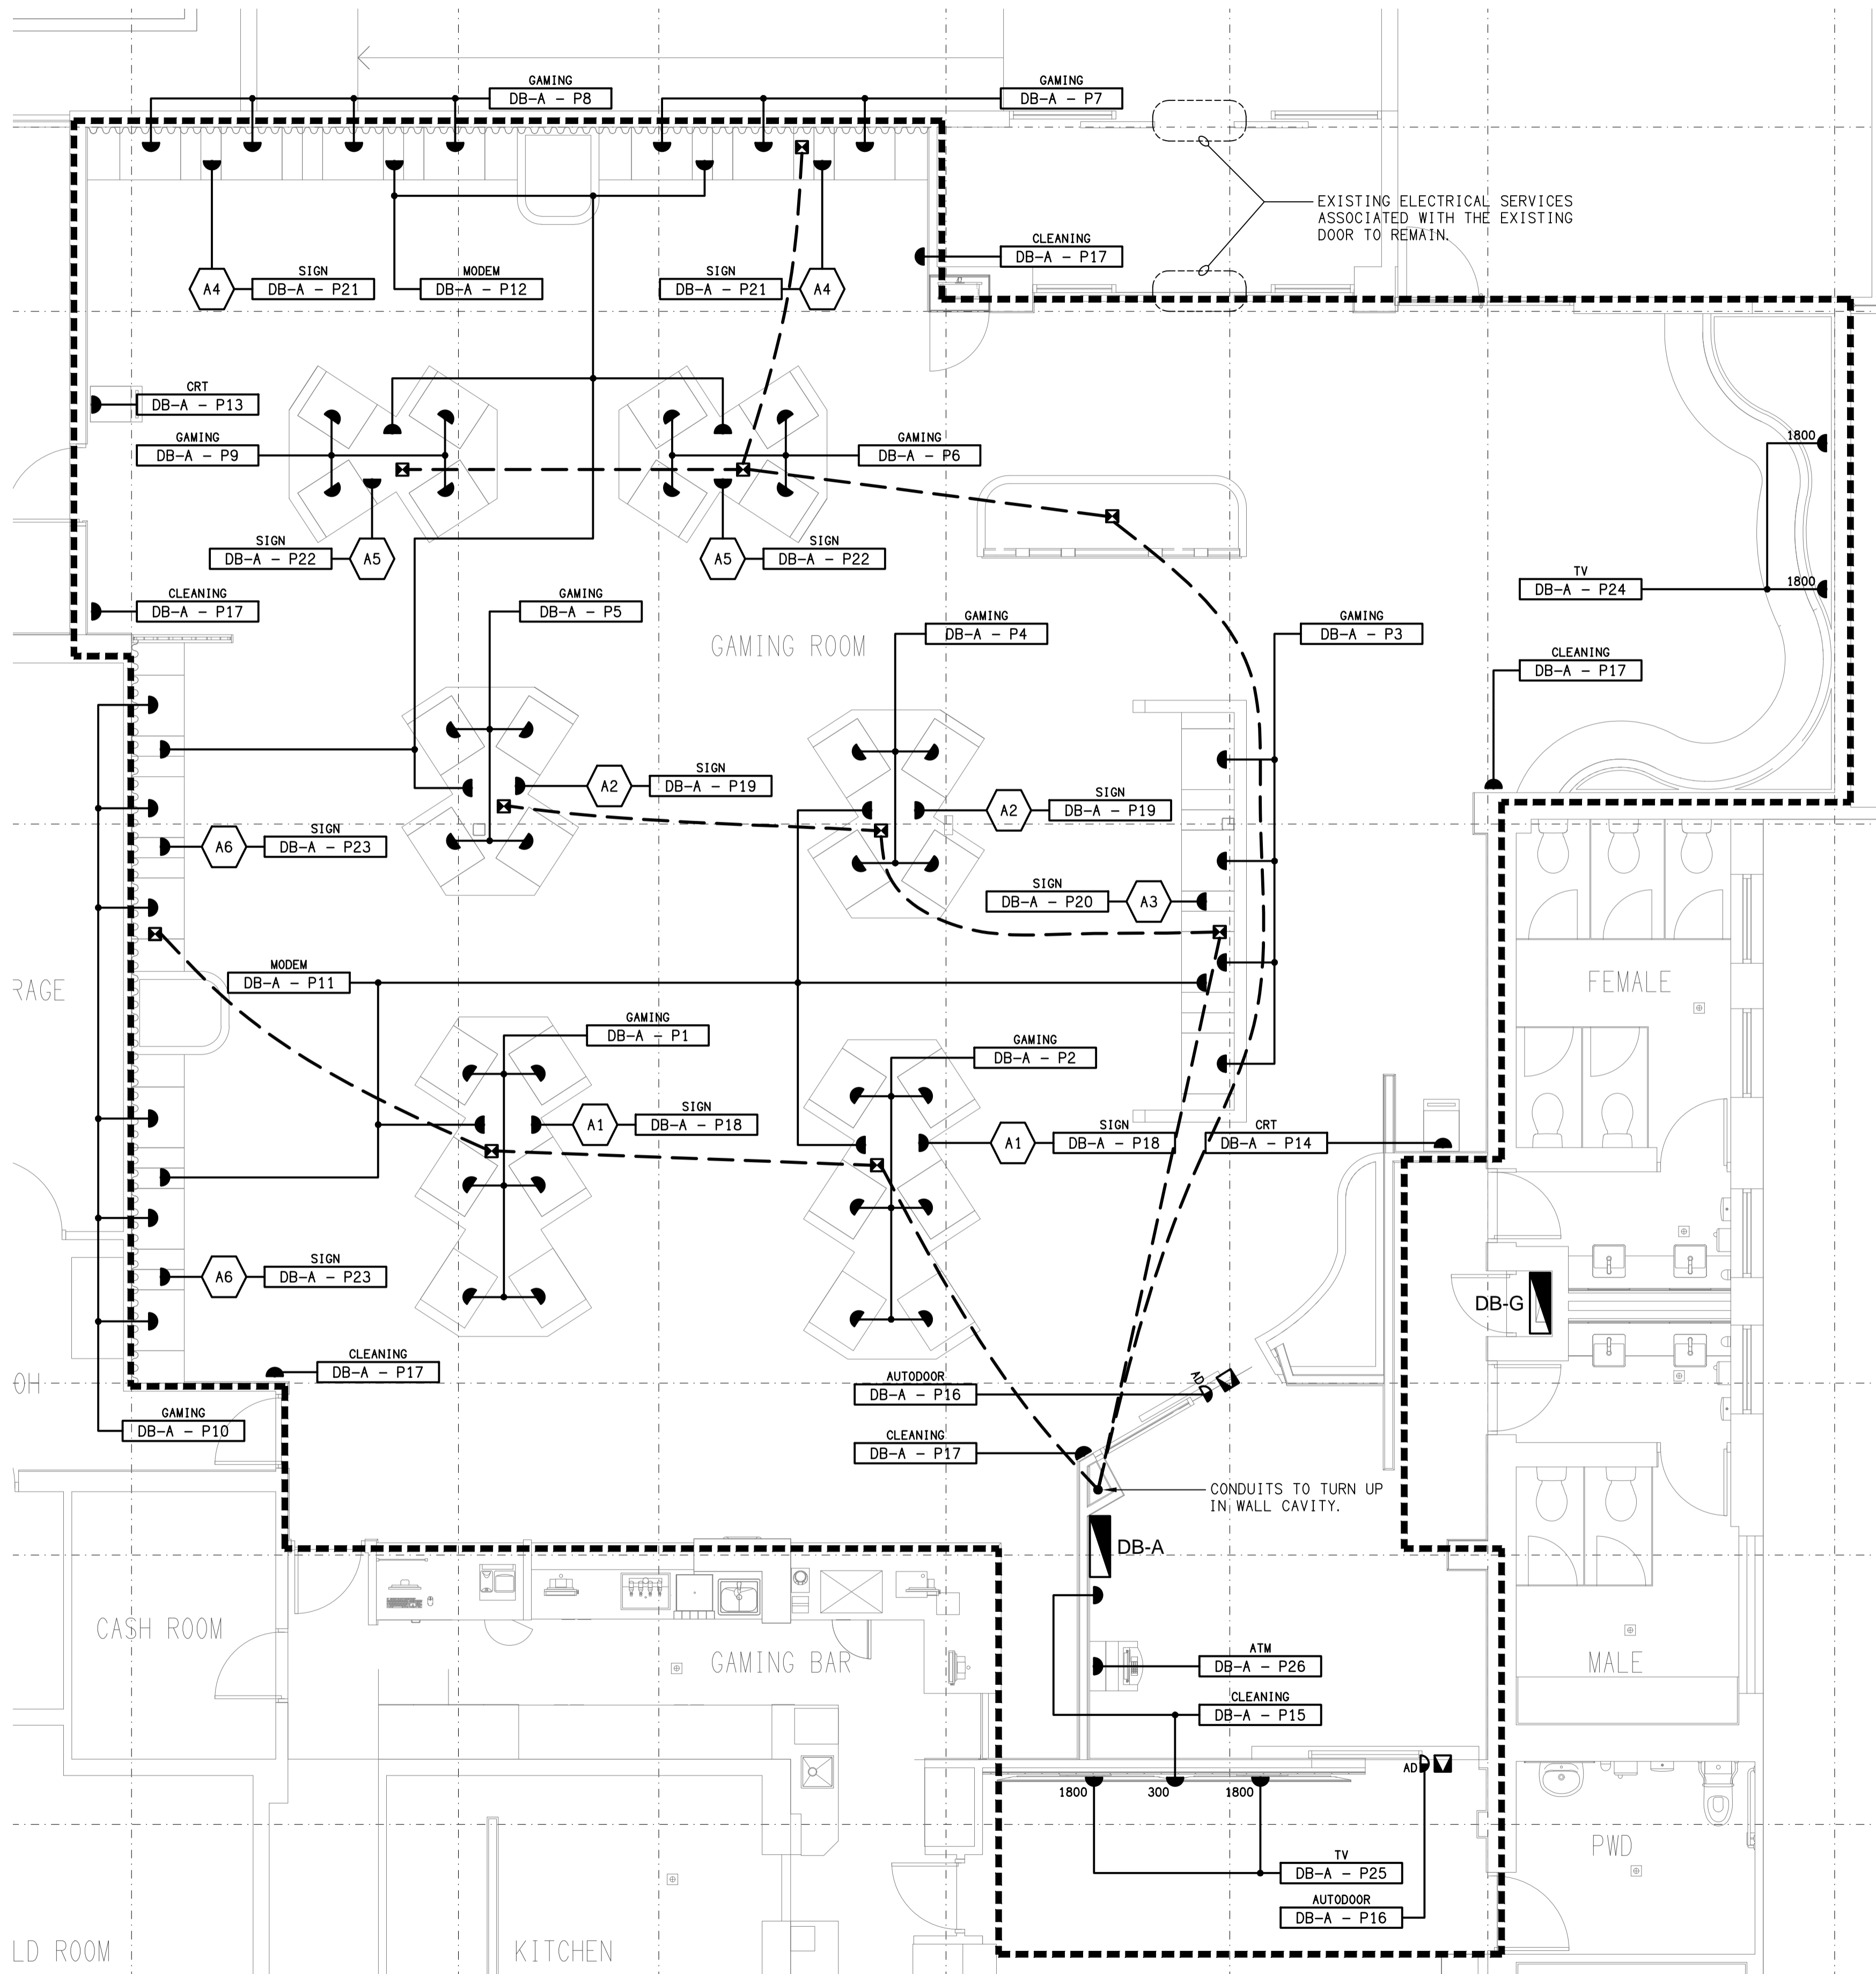 GAMING
DB-A - P8
GAMING
DB-A - P7
EXISTING ELECTRICAL SERVICES
ASSOCIATED WITH THE EXISTING
DOOR TO REMAIN.
CLEANING
DB-A - P17
A4
SIGN
DB-A - P21
MODEM
DB-A - P12
SIGN
DB-A - P21
A4
CRT
DB-A - P13
GAMING
DB-A - P9
GAMING
DB-A - P6
1800
SIGN
DB-A - P22
A5
A5
SIGN
DB-A - P22
TV
DB-A - P24
1800
CLEANING
DB-A - P17
GAMING
DB-A - P5
GAMING ROOM
GAMING
DB-A - P4
GAMING
DB-A - P3
CLEANING
DB-A - P17
A2
SIGN
DB-A - P19
A2
SIGN
DB-A - P19
A6
SIGN
DB-A - P23
SIGN
DB-A - P20
A3
RAGE
MODEM
DB-A - P11
FEMALE
GAMING
DB-A - P1
GAMING
DB-A - P2
A1
SIGN
DB-A - P18
A1
SIGN
DB-A - P18
CRT
DB-A - P14
A6
SIGN
DB-A - P23
DB-G
CLEANING
DB-A - P17
OH
AUTODOOR
DB-A - P16
AD
GAMING
DB-A - P10
CLEANING
DB-A - P17
CONDUITS TO TURN UP
IN WALL CAVITY.
DB-A
CASH ROOM
GAMING BAR
ATM
DB-A - P26
MALE
CLEANING
DB-A - P15
AD
1800
300
1800
PWD
TV
DB-A - P25
AUTODOOR
DB-A - P16
LD ROOM
KITCHEN